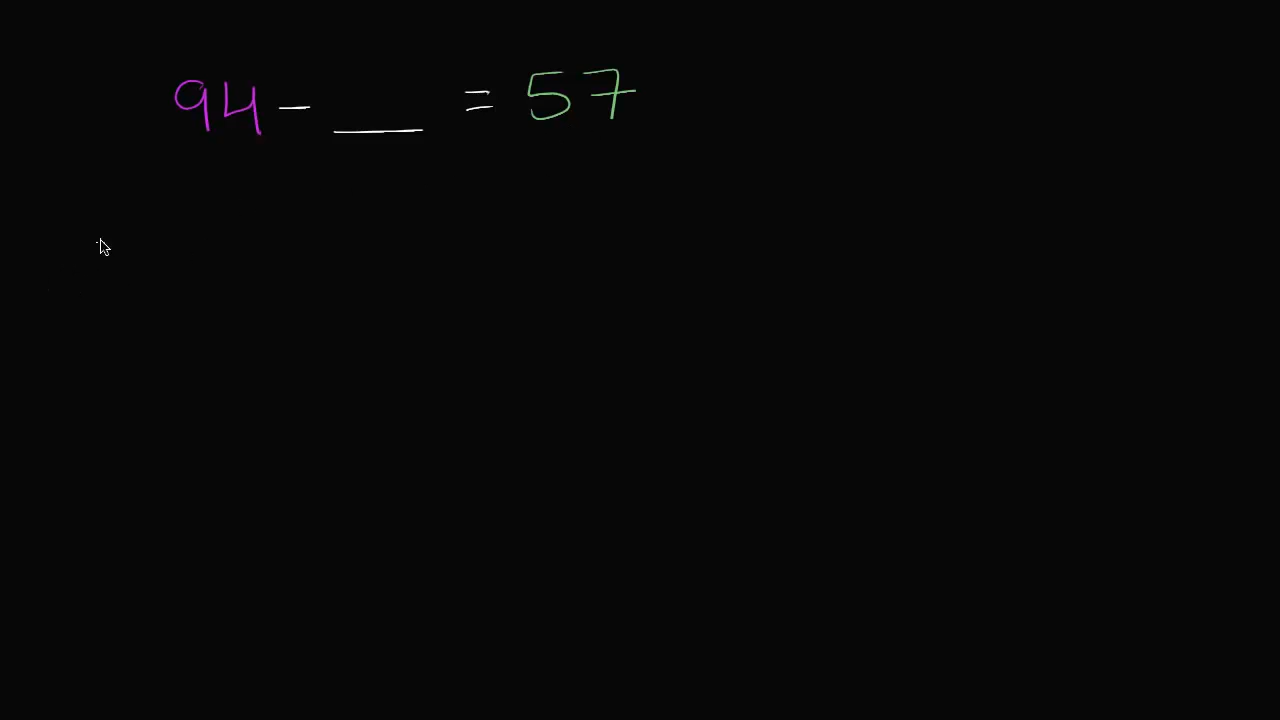 94 - ___ = 57